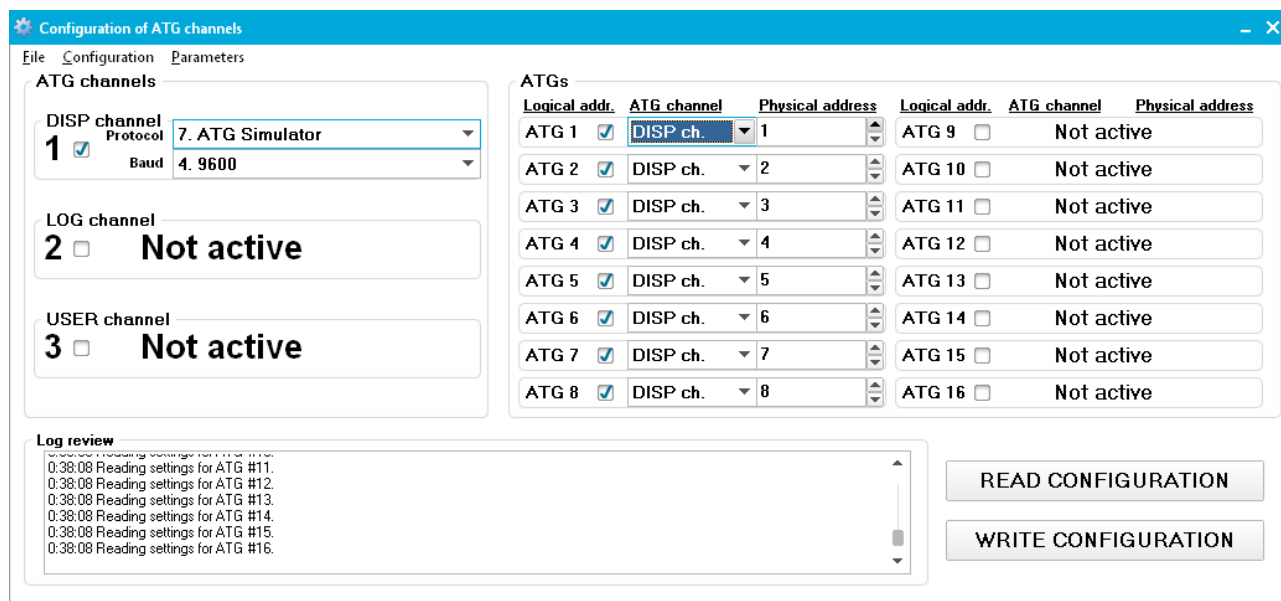 Configuration of ATG channels
File Configuration Parameters
ATG channels
DISP channel
1
Protocol 7. ATG Simulator
Baud 4. 9600
LOG channel
2 Not active
USER channel
3 Not active
ATGs
Logical addr. ATG channel Physical address Logical addr. ATG channel Physical address
ATG 1 DISP ch. 1 ATG 9 Not active
ATG 2 DISP ch. 2 ATG 10 Not active
ATG 3 DISP ch. 3 ATG 11 Not active
ATG 4 DISP ch. 4 ATG 12 Not active
ATG 5 DISP ch. 5 ATG 13 Not active
ATG 6 DISP ch. 6 ATG 14 Not active
ATG 7 DISP ch. 7 ATG 15 Not active
ATG 8 DISP ch. 8 ATG 16 Not active
Log review
0:38:08 Reading settings for ATG #11.
0:38:08 Reading settings for ATG #12.
0:38:08 Reading settings for ATG #13.
0:38:08 Reading settings for ATG #14.
0:38:08 Reading settings for ATG #15.
0:38:08 Reading settings for ATG #16.
READ CONFIGURATION
WRITE CONFIGURATION